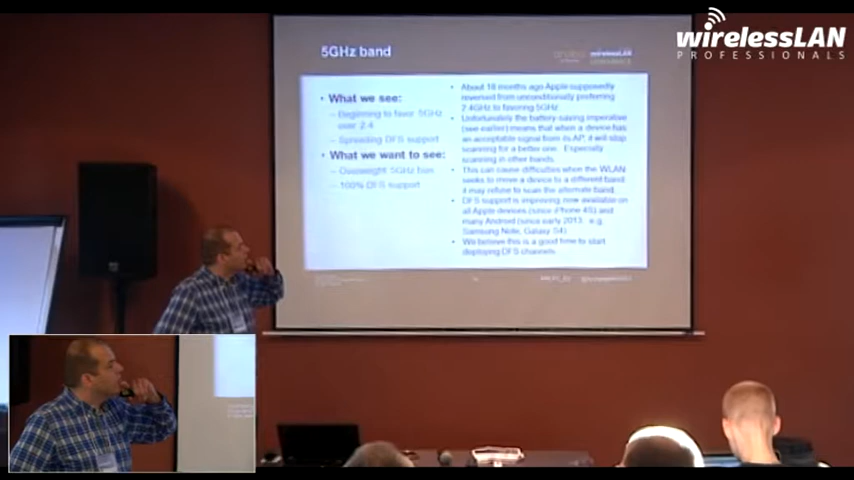 wirelessLAN
PROFESSIONALS
5GHz band
wirelessLAN
• What we see:
– Beginning to favor 5GHz
over 2.4
– Spreading DFS support
• What we want to see:
– Overweight 5GHz
– 100% DFS support
• About 18 months ago Apple supposedly
reversed from unconditionally preferring
2.4GHz to favoring 5GHz
• Unfortunately the battery-saving imperative
(see earlier) means that when a device has
an acceptable signal from its AP, it will stop
scanning for a better one. Especially
scanning in other bands.
• This can cause difficulties when the WLAN
seeks to move a device to a different band
it may refuse to scan the alternate band.
• DFS support is improving now available on
all Apple devices (since iPhone 4S) and
many Android (since early 2013, e.g.
Samsung Note, Galaxy S4)
• We believe this is a good time to start
deploying DFS channels.